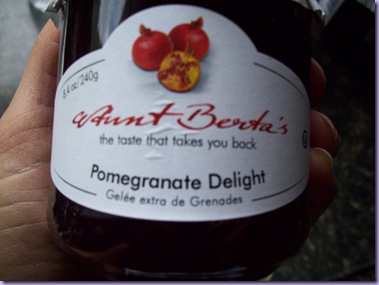 8.4 oz/240g
Aunt Berta's
the taste that takes you back
Pomegranate Delight
Gelée extra de Grenades